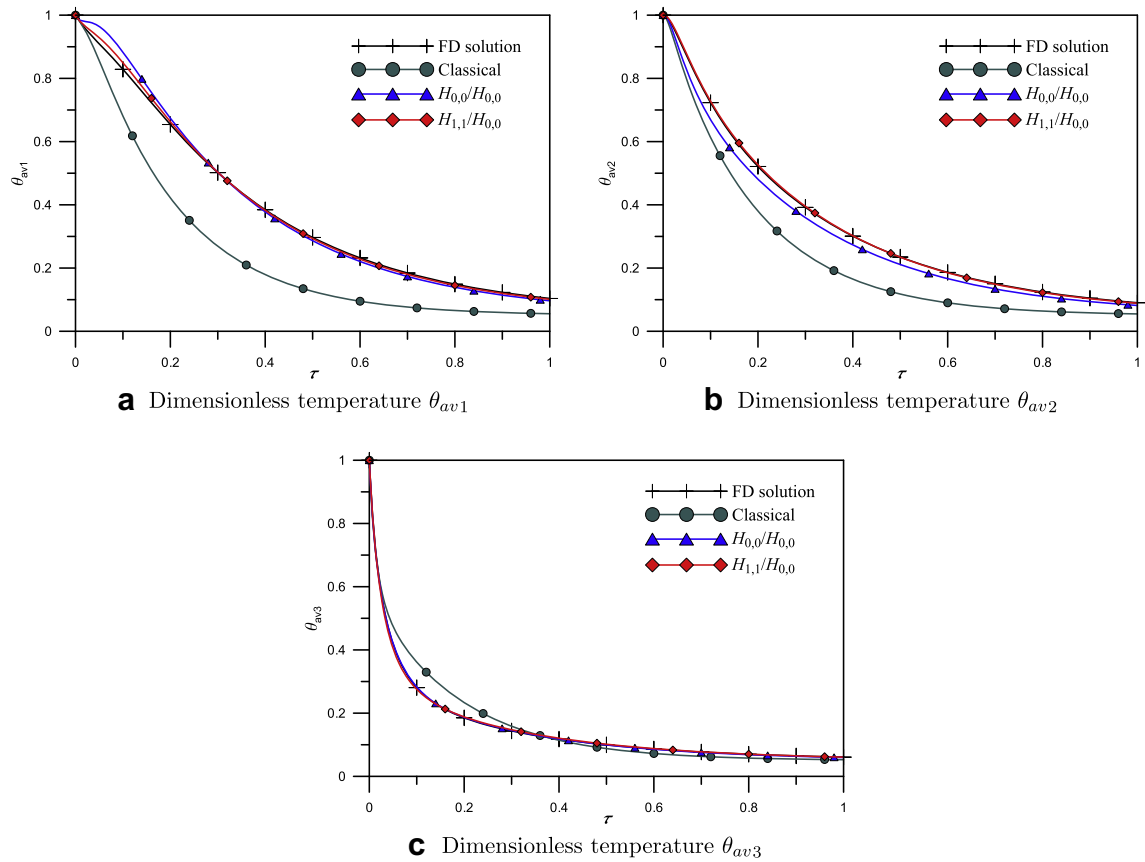 1
0.8
0.6
0.4
0.2
0
θav1
0 0.2 0.4 0.6 0.8 1
τ
FD solution
Classical
H0,0/H0,0
H1,1/H0,0
a Dimensionless temperature θav1
1
0.8
0.6
0.4
0.2
0
θav2
0 0.2 0.4 0.6 0.8 1
τ
FD solution
Classical
H0,0/H0,0
H1,1/H0,0
b Dimensionless temperature θav2
1
0.8
0.6
0.4
0.2
0
θav3
0 0.2 0.4 0.6 0.8 1
τ
FD solution
Classical
H0,0/H0,0
H1,1/H0,0
c Dimensionless temperature θav3